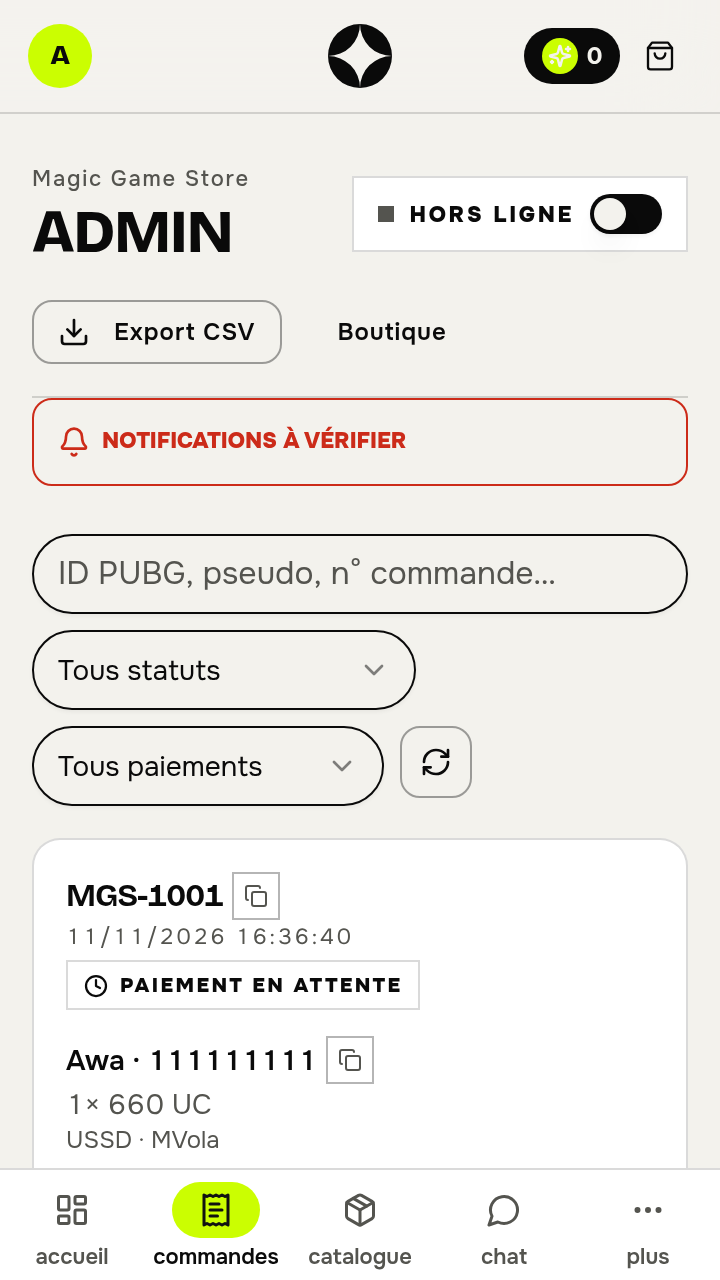 A
0
Magic Game Store
ADMIN
HORS LIGNE
Export CSV
Boutique
NOTIFICATIONS À VÉRIFIER
ID PUBG, pseudo, n° commande...
Tous statuts
Tous paiements
MGS-1001
11/11/2026 16:36:40
PAIEMENT EN ATTENTE
Awa · 111111111
1× 660 UC
USSD · MVola
accueil
commandes
catalogue
chat
plus